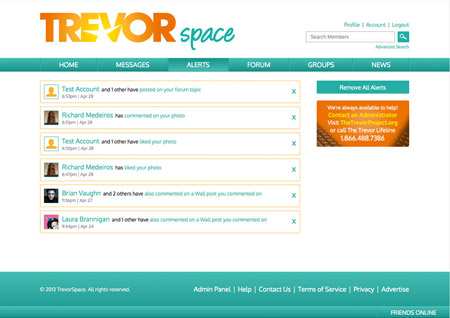 TREVOR space
Profile | Account | Logout
Search Members
Advanced Search
HOME MESSAGES ALERTS FORUM GROUPS NEWS
Test Account and 1 other have posted on your forum topic X
6:53pm | Apr 28
Richard Medeiros has commented on your photo X
6:53pm | Apr 28
Test Account and 1 other have liked your photo X
6:53pm | Apr 28
Richard Medeiros has liked your photo X
6:53pm | Apr 28
Brian Vaughn and 2 others have also commented on a Wall post you commented on X
1:16pm | Apr 27
Laura Brannigan and 1 other have also commented on a Wall post you commented on X
9:44pm | Apr 24
Remove All Alerts
We're always available to help!
Contact an Administrator
Visit TheTrevorProject.org
or call The Trevor Lifeline
1.866.488.7386
© 2013 TrevorSpace. All rights reserved.
Admin Panel | Help | Contact Us | Terms of Service | Privacy | Advertise
FRIENDS ONLINE